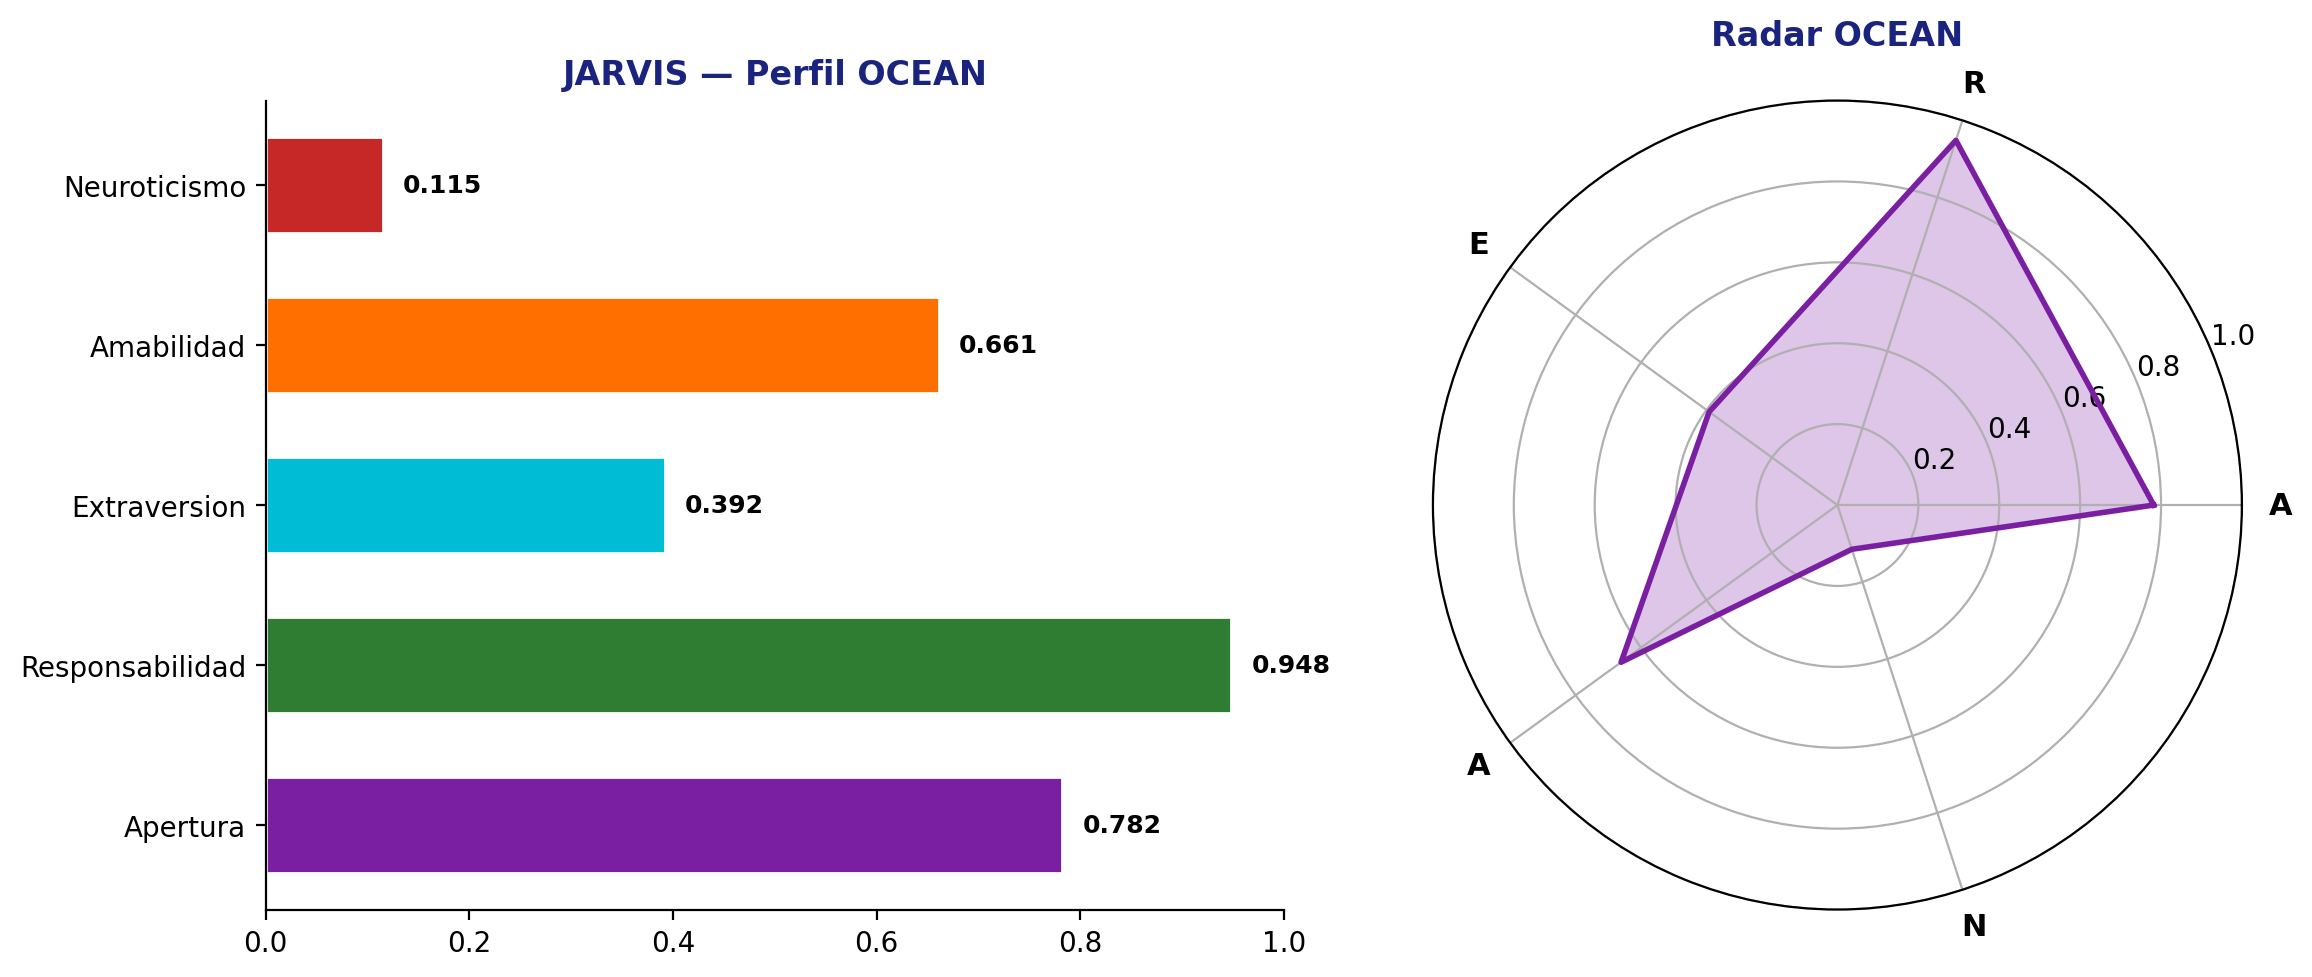 JARVIS — Perfil OCEAN
Neuroticismo
0.115
Amabilidad
0.661
Extraversion
0.392
Responsabilidad
0.948
Apertura
0.782
0.0 0.2 0.4 0.6 0.8 1.0
Radar OCEAN
R
E
1.0
0.8
0.6
0.4
0.2
A
A
N